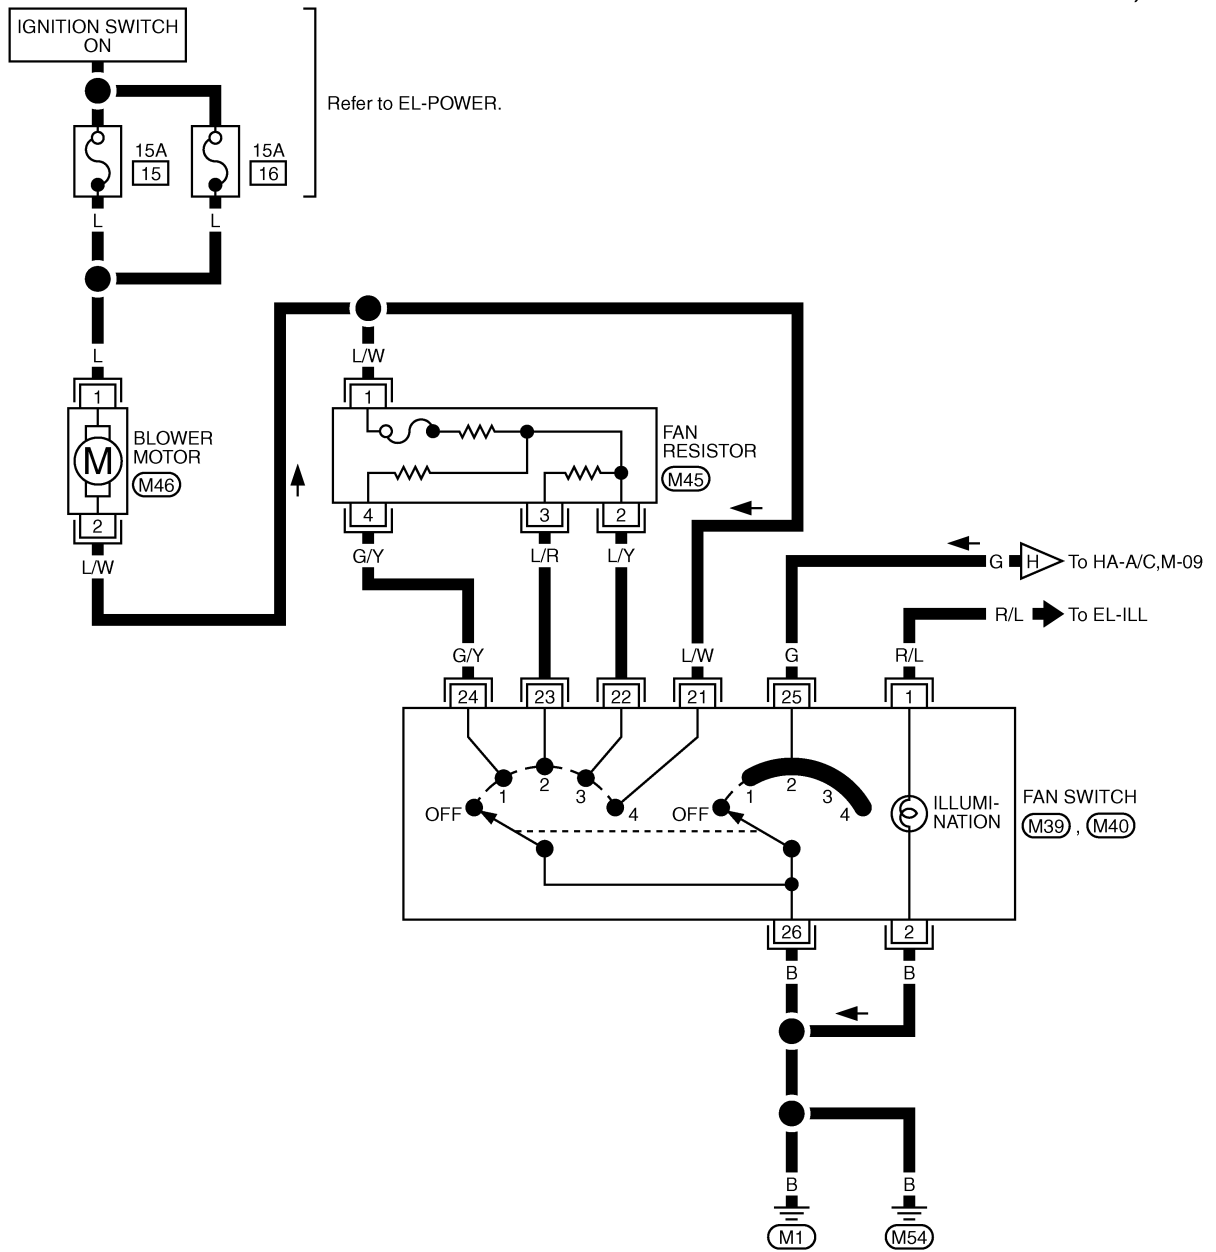 IGNITION SWITCH
ON
Refer to EL-POWER.
15A
15
15A
16
L
L
L
L/W
1
1
BLOWER
MOTOR
M
M46
2
L/W
FAN
RESISTOR
M45
4
3
2
G/Y
L/R
L/Y
G
H
To HA-A/C,M-09
R/L
To EL-ILL
G/Y
L/W
G
R/L
24
23
22
21
25
1
OFF
1
2
3
4
OFF
1
2
3
4
ILLUMI-
NATION
FAN SWITCH
M39 , M40
26
2
B
B
B
B
M1
M54